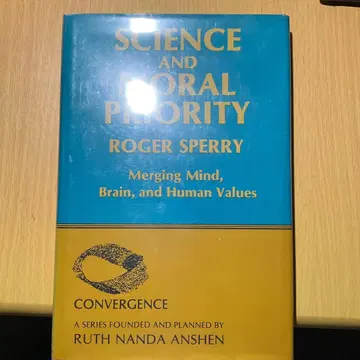 SCIENCE
AND
MORAL
PRIORITY
ROGER SPERRY
Merging Mind,
Brain, and Human Values
CONVERGENCE
A SERIES FOUNDED AND PLANNED BY
RUTH NANDA ANSHEN